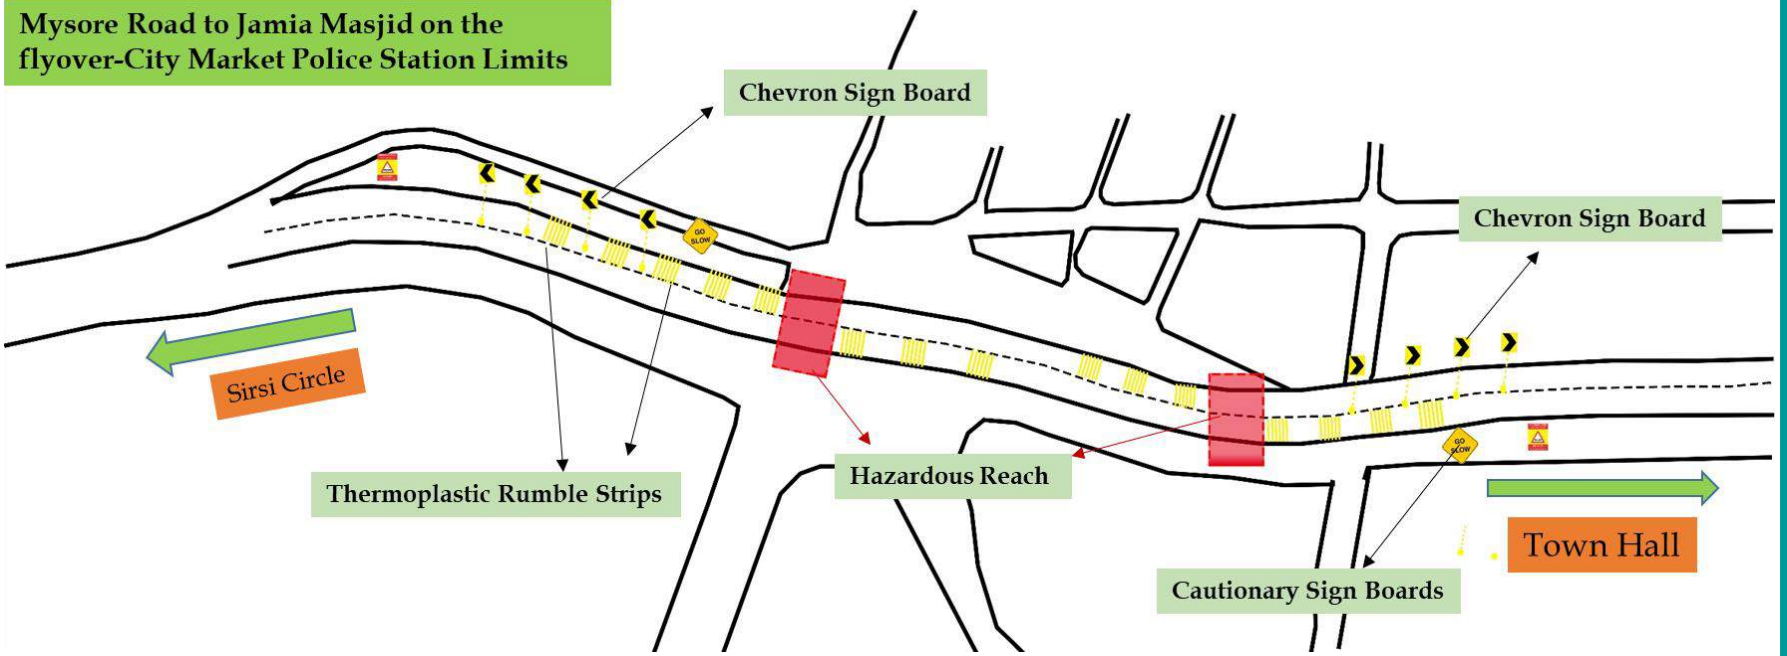 Mysore Road to Jamia Masjid on the
flyover-City Market Police Station Limits
Chevron Sign Board
Chevron Sign Board
GO
SLOW
Sirsi Circle
GO
SLOW
Hazardous Reach
Thermoplastic Rumble Strips
Town Hall
Cautionary Sign Boards